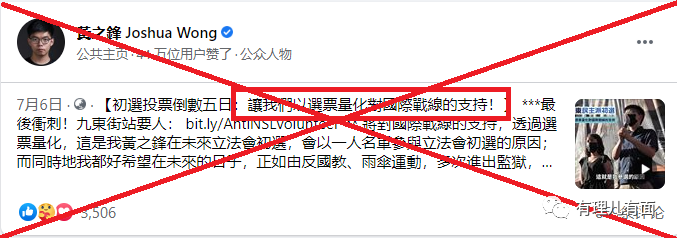 黃之鋒 Joshua Wong
公共主页 · 万位用户赞了 · 公众人物
7月6日 ·
【初選投票倒數五日：讓我們以選票量化對國際戰線的支持！】 ***最
後衝刺！九東街站要人： bit.ly/AntiNSLVolunteer 將對國際戰線的支持，透過選
票量化，這是我黃之鋒在未來立法會初選，會以一人名單參與立法會初選的原因；
而同時地我都好希望在未來的日子，正如由反國教、雨傘運動，多次進出監獄，...
3,506
条评论
有理儿有面